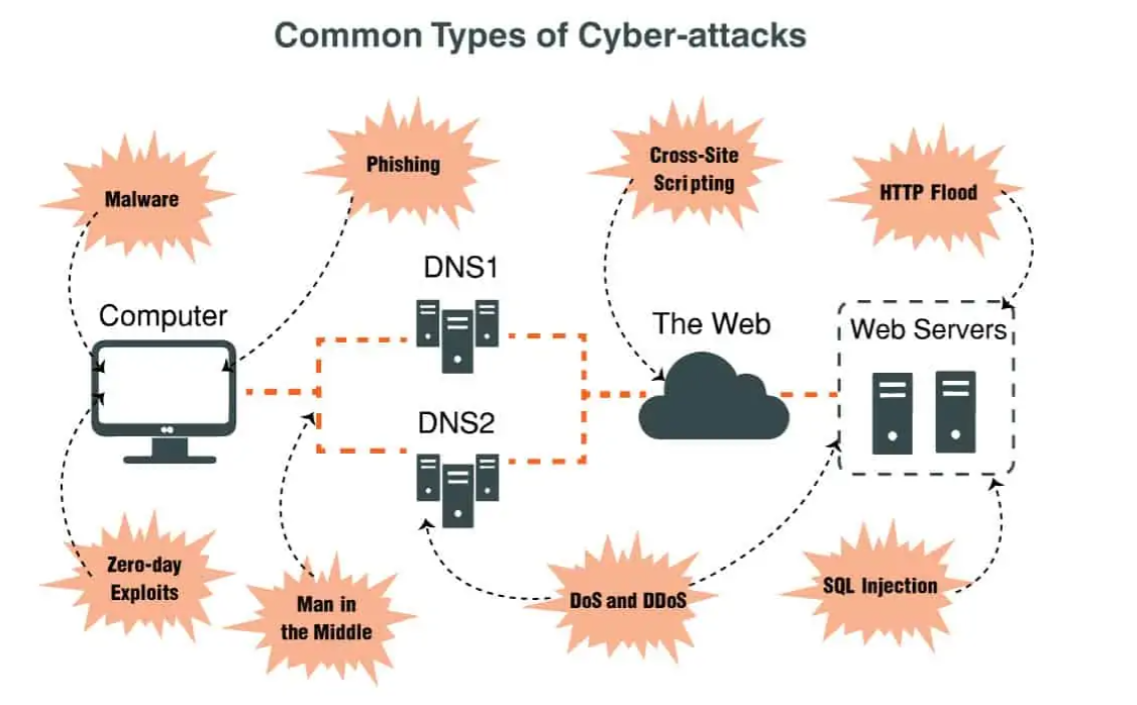 Common Types of Cyber-attacks
Malware
Phishing
Cross-Site
Scripting
HTTP Flood
DNS1
Computer
The Web
Web Servers
DNS2
Zero-day
Exploits
Man in
the Middle
DoS and DDoS
SQL Injection